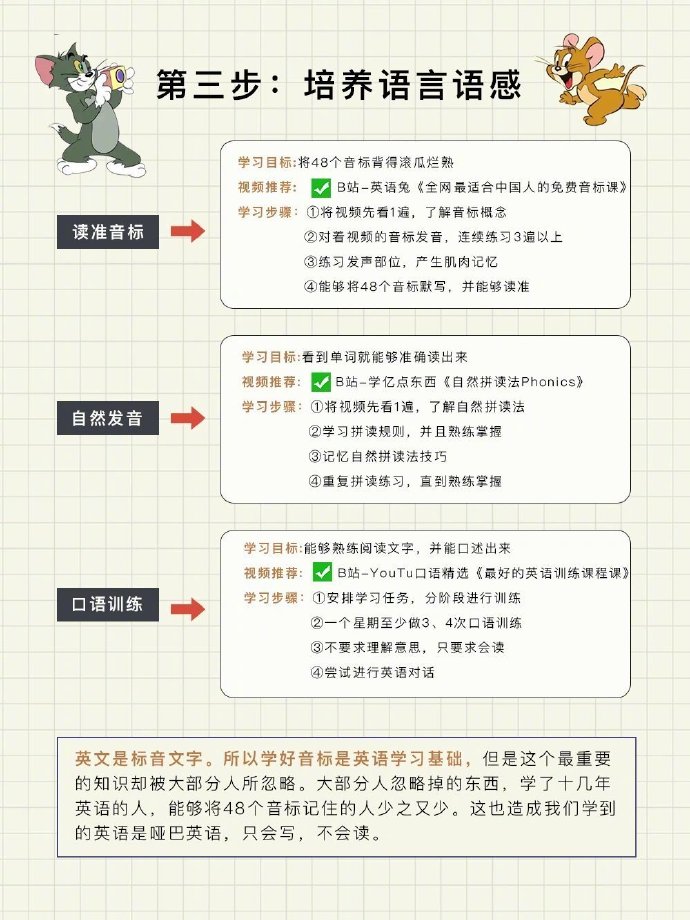 第三步：培养语言语感
读准音标
学习目标:将48个音标背得滚瓜烂熟
视频推荐: B站-英语兔《全网最适合中国人的免费音标课》
学习步骤: ①将视频先看1遍，了解音标概念
②对着视频的音标发音，连续练习3遍以上
③练习发声部位，产生肌肉记忆
④能够将48个音标默写，并能够读准
自然发音
学习目标:看到单词就能够准确读出来
视频推荐: B站-学亿点东西《自然拼读法Phonics》
学习步骤: ①将视频先看1遍，了解自然拼读法
②学习拼读规则，并且熟练掌握
③记忆自然拼读法技巧
④重复拼读练习，直到熟练掌握
口语训练
学习目标:能够熟练阅读文字，并能口述出来
视频推荐: B站-YouTu口语精选《最好的英语训练课程课》
学习步骤: ①安排学习任务，分阶段进行训练
②一个星期至少做3、4次口语训练
③不要求理解意思，只要求会读
④尝试进行英语对话
英文是标音文字。所以学好音标是英语学习基础，但是这个最重要
的知识却被大部分人所忽略。大部分人忽略掉的东西，学了十几年
英语的人，能够将48个音标记住的人少之又少。这也造成我们学到
的英语是哑巴英语，只会写，不会读。